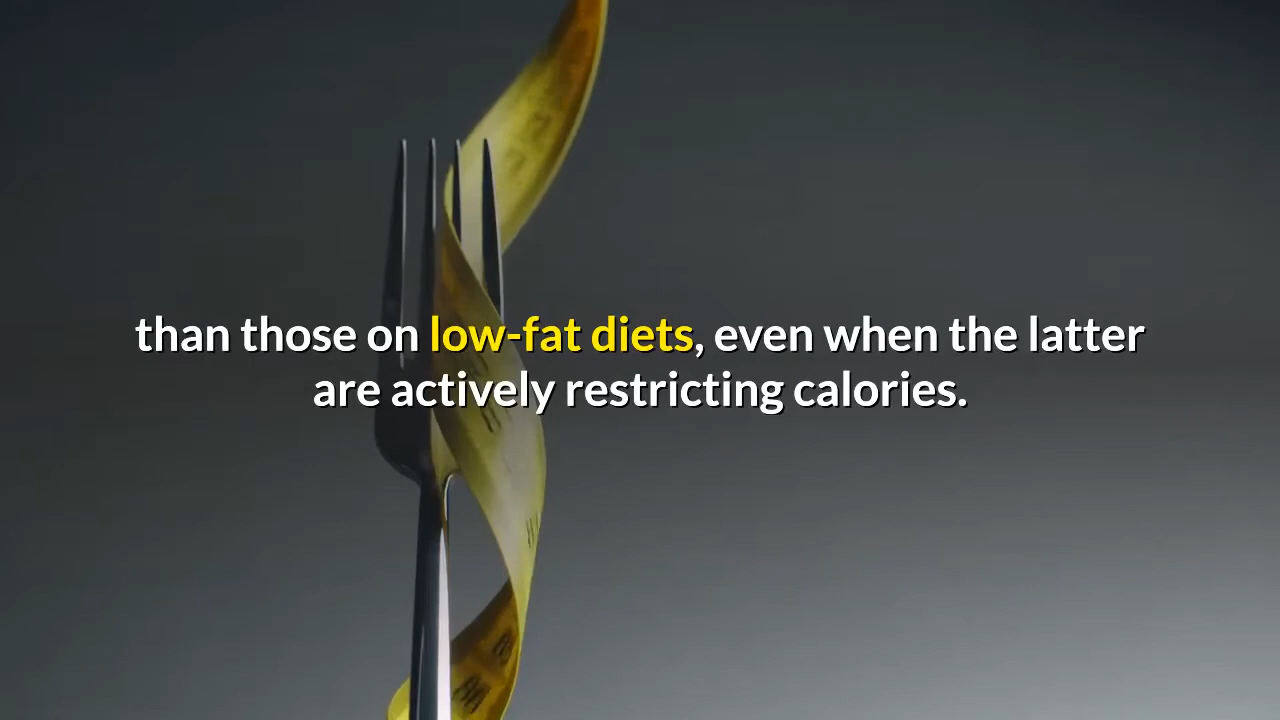 than those on low-fat diets, even when the latter
are actively restricting calories.